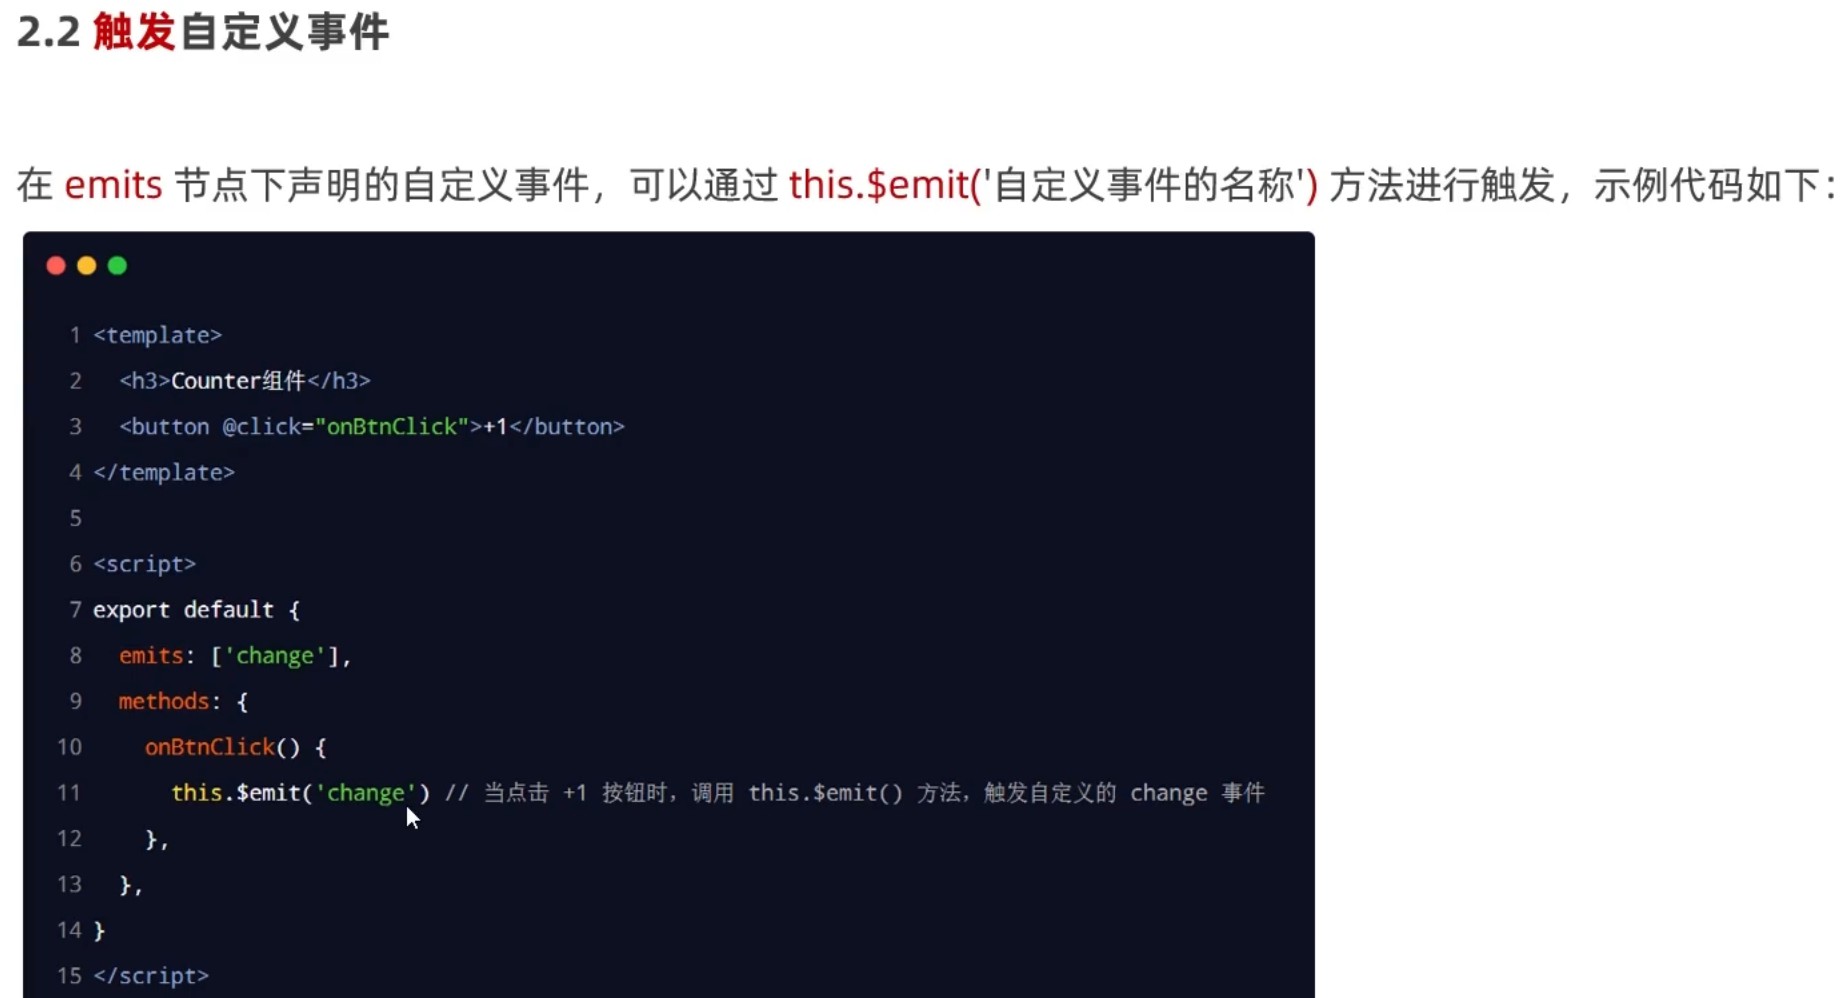 2.2 触发自定义事件
在 emits 节点下声明的自定义事件，可以通过 this.$emit('自定义事件的名称') 方法进行触发，示例代码如下：
1 <template>
2   <h3>Counter组件</h3>
3   <button @click="onBtnClick">+1</button>
4 </template>
5
6 <script>
7 export default {
8   emits: ['change'],
9   methods: {
10     onBtnClick() {
11       this.$emit('change') // 当点击 +1 按钮时，调用 this.$emit() 方法，触发自定义的 change 事件
12     },
13   },
14 }
15 </script>